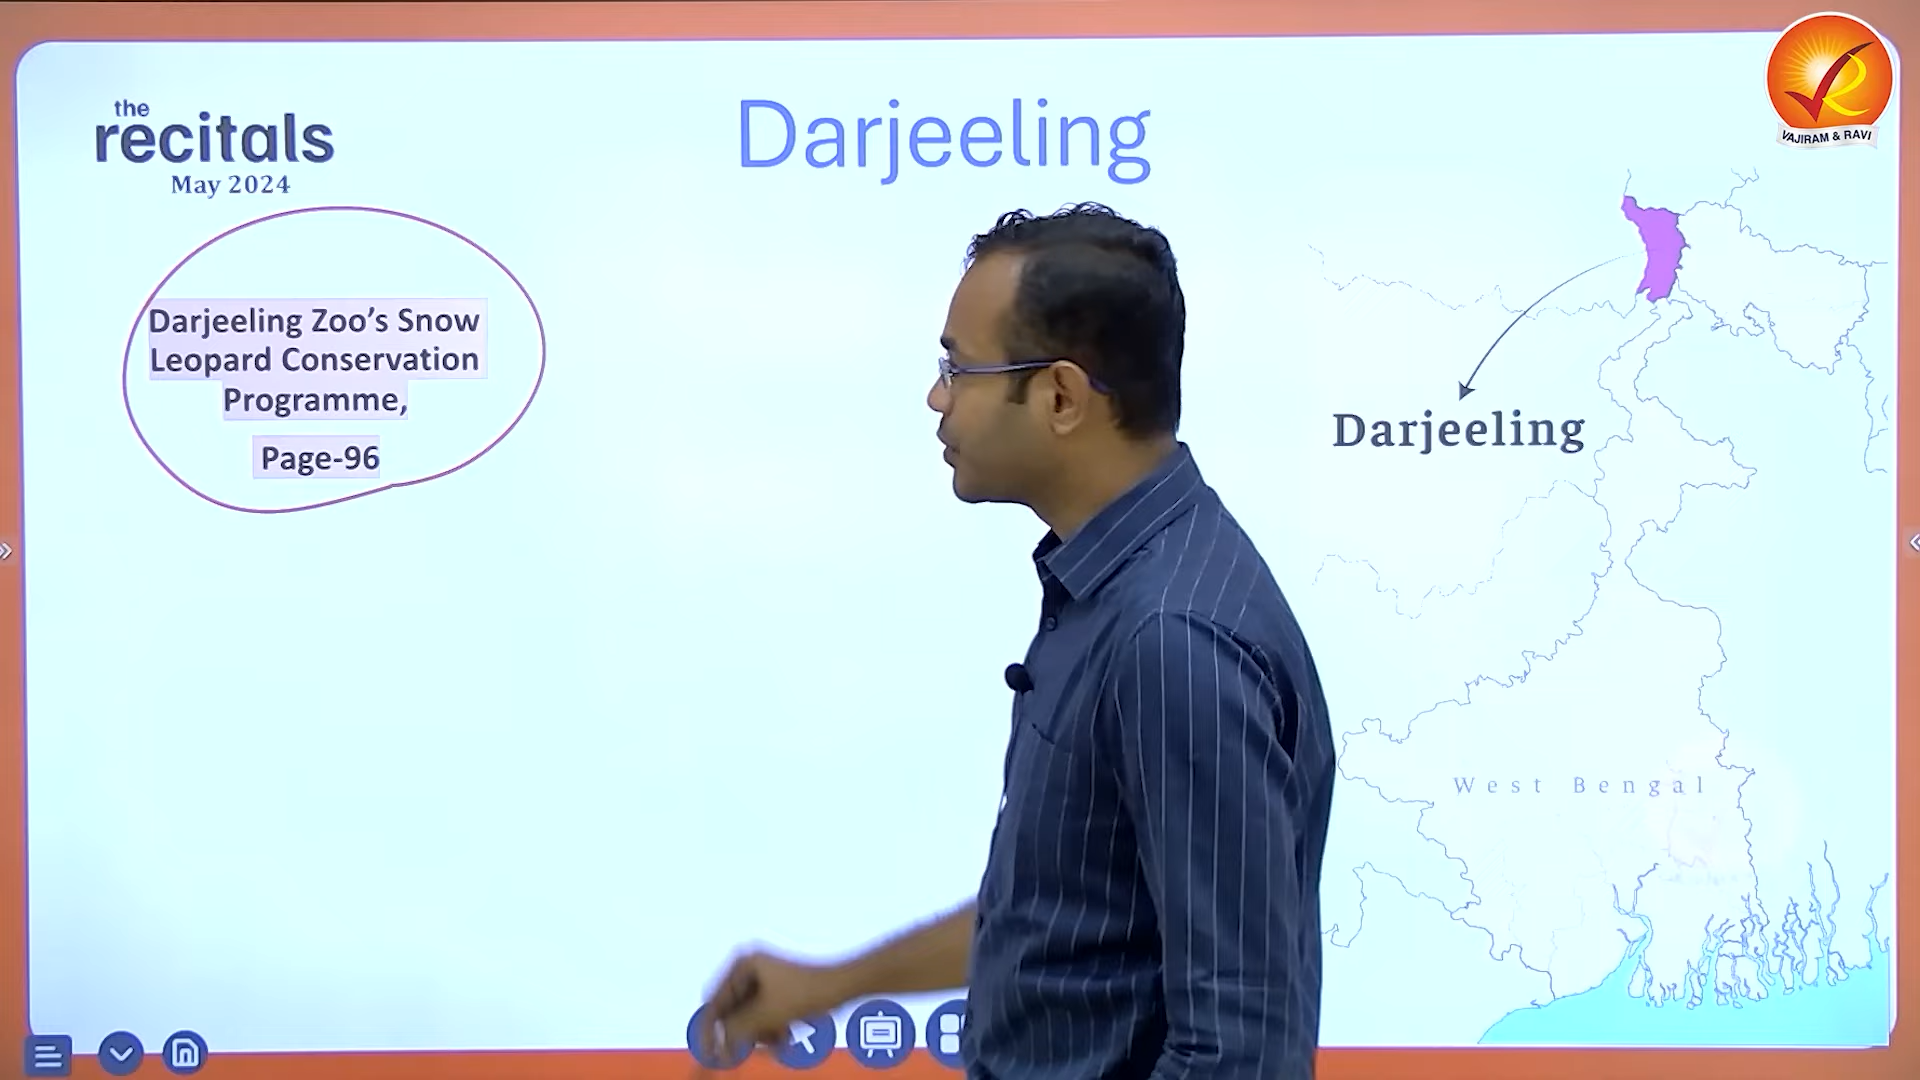 the
recitals
May 2024
Darjeeling
VAJIRAM & RAVI
Darjeeling Zoo's Snow
Leopard Conservation
Programme,
Page-96
Darjeeling
West Bengal